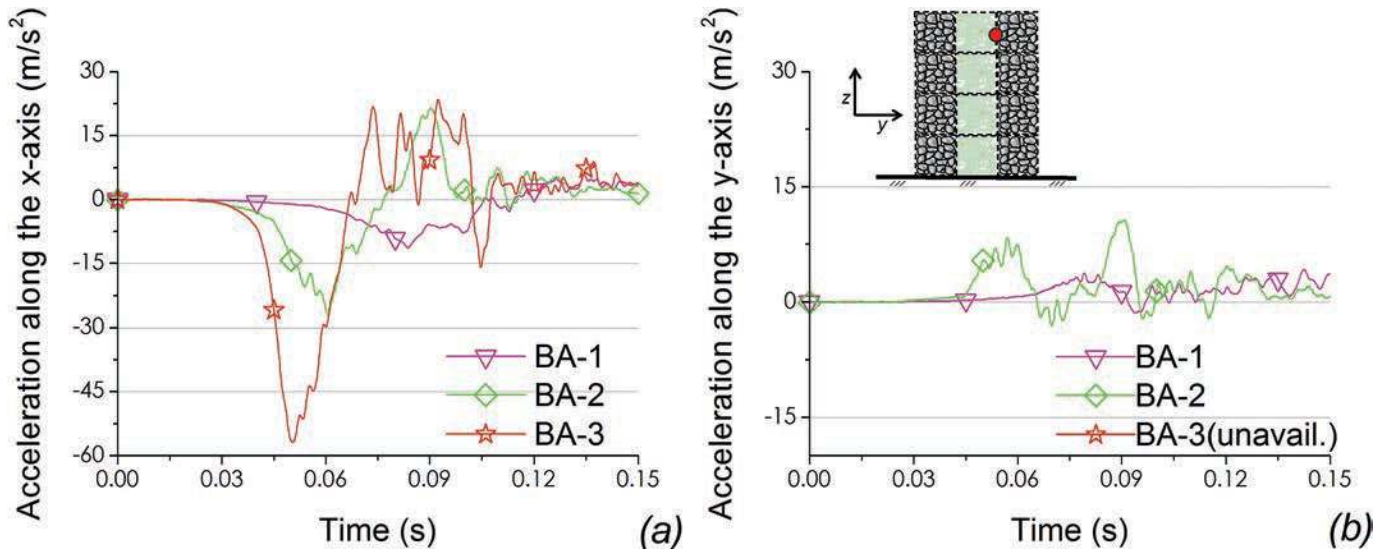 Acceleration along the x-axis (m/s²)
30
15
0
-15
-30
-45
-60
0.00 0.03 0.06 0.09 0.12 0.15
Time (s)
BA-1
BA-2
BA-3
(a)
Acceleration along the y-axis (m/s²)
30
15
0
-15
0.00 0.03 0.06 0.09 0.12 0.15
Time (s)
z
y
BA-1
BA-2
BA-3(unavail.)
(b)